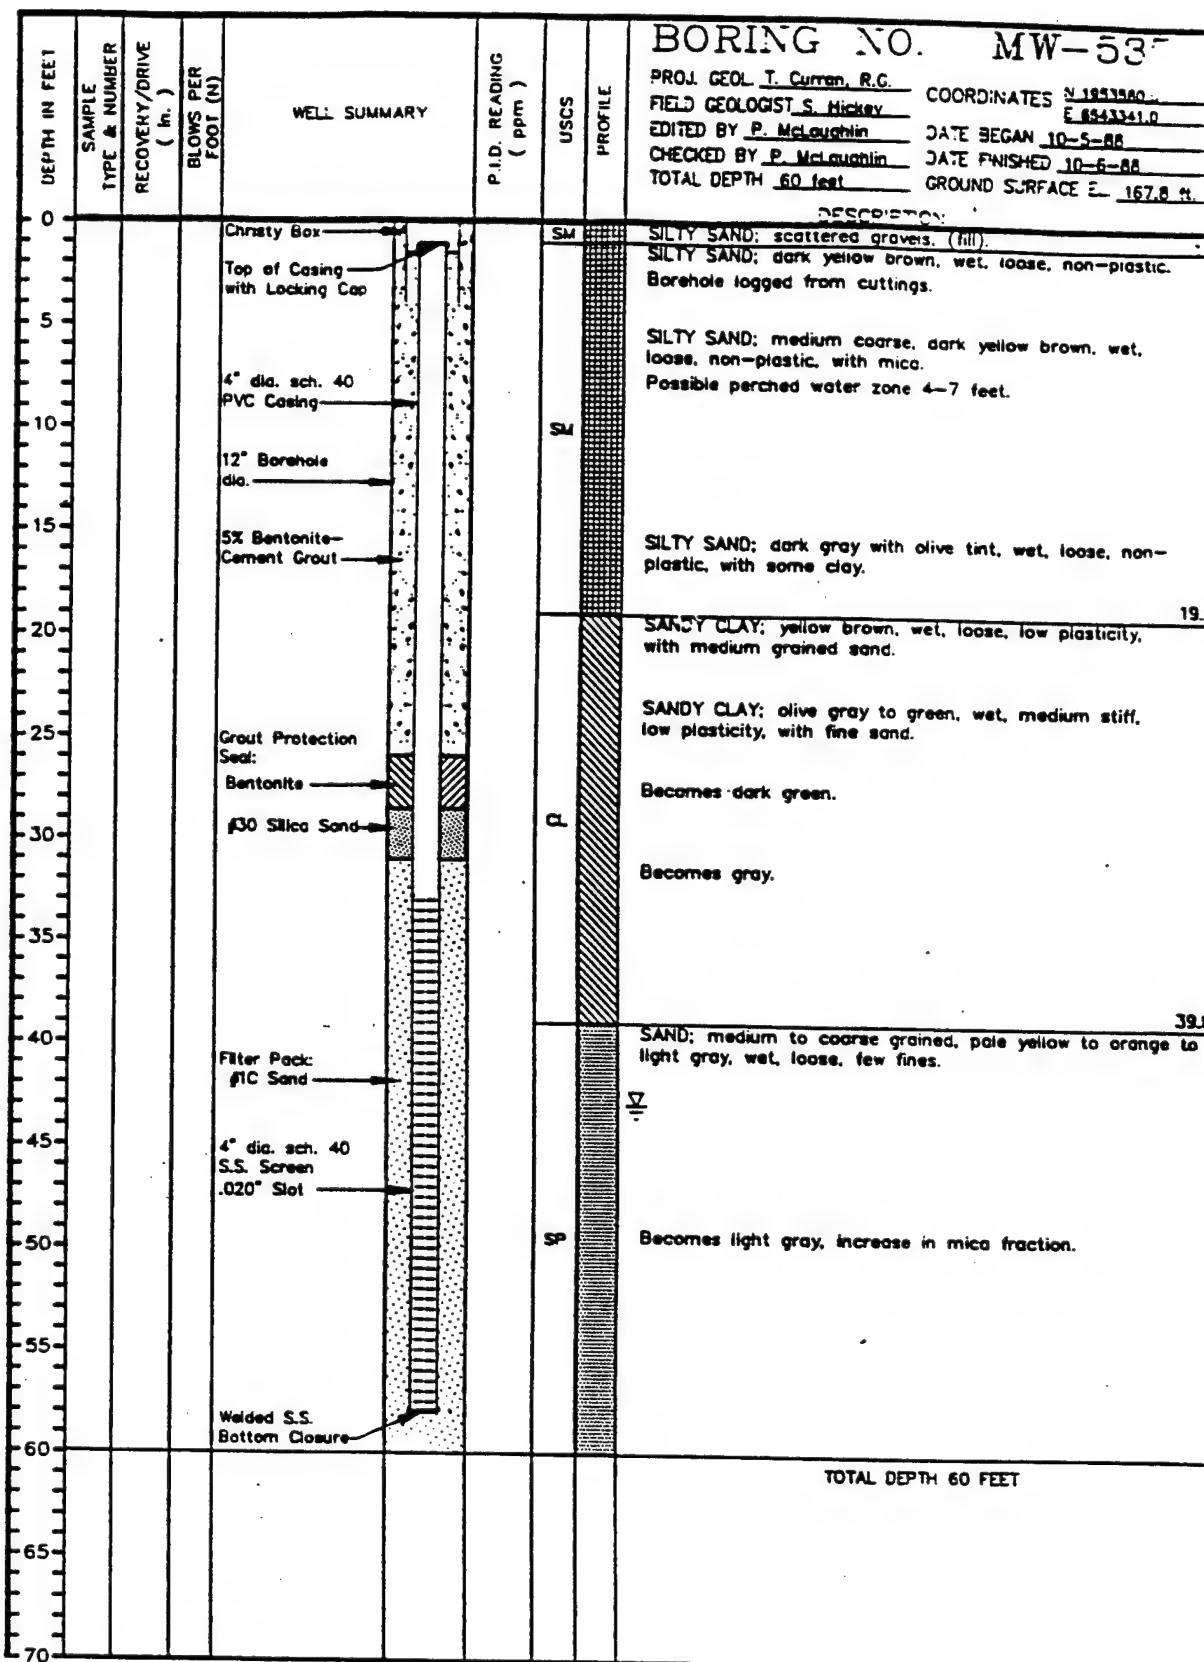 BORING NO. MW-53
PROJ. GEOL. T. Curran, R.G.
FIELD GEOLOGIST S. Hickey
EDITED BY P. McLaughlin
CHECKED BY P. McLaughlin
TOTAL DEPTH 60 feet
COORDINATES N 1953580
E 6543341.0
DATE BEGAN 10-5-88
DATE FINISHED 10-6-88
GROUND SURFACE EL. 167.8 ft.
DEPTH IN FEET
SAMPLE TYPE & NUMBER
RECOVERY/DRIVE ( In. )
BLOWS PER FOOT (N)
WELL SUMMARY
P.I.D. READING ( ppm )
USCS
PROFILE
DESCRIPTION
0
5
10
15
20
25
30
35
40
45
50
55
60
65
70
Christy Box
Top of Casing
with Locking Cap
4" dia. sch. 40
PVC Casing
12" Borehole
dia.
5% Bentonite-
Cement Grout
Grout Protection
Seal:
Bentonite
#30 Silica Sand
Filter Pack:
#1C Sand
4" dia. sch. 40
S.S. Screen
.020" Slot
Welded S.S.
Bottom Closure
SM
SM
CL
SP
SILTY SAND; scattered gravels, (fill).
SILTY SAND; dark yellow brown, wet, loose, non-plastic.
Borehole logged from cuttings.
SILTY SAND; medium coarse, dark yellow brown, wet,
loose, non-plastic, with mica.
Possible perched water zone 4-7 feet.
SILTY SAND; dark gray with olive tint, wet, loose, non-
plastic, with some clay.
19.
SANDY CLAY; yellow brown, wet, loose, low plasticity,
with medium grained sand.
SANDY CLAY; olive gray to green, wet, medium stiff,
low plasticity, with fine sand.
Becomes dark green.
Becomes gray.
39.
SAND; medium to coarse grained, pale yellow to orange to
light gray, wet, loose, few fines.
Becomes light gray, increase in mica fraction.
TOTAL DEPTH 60 FEET